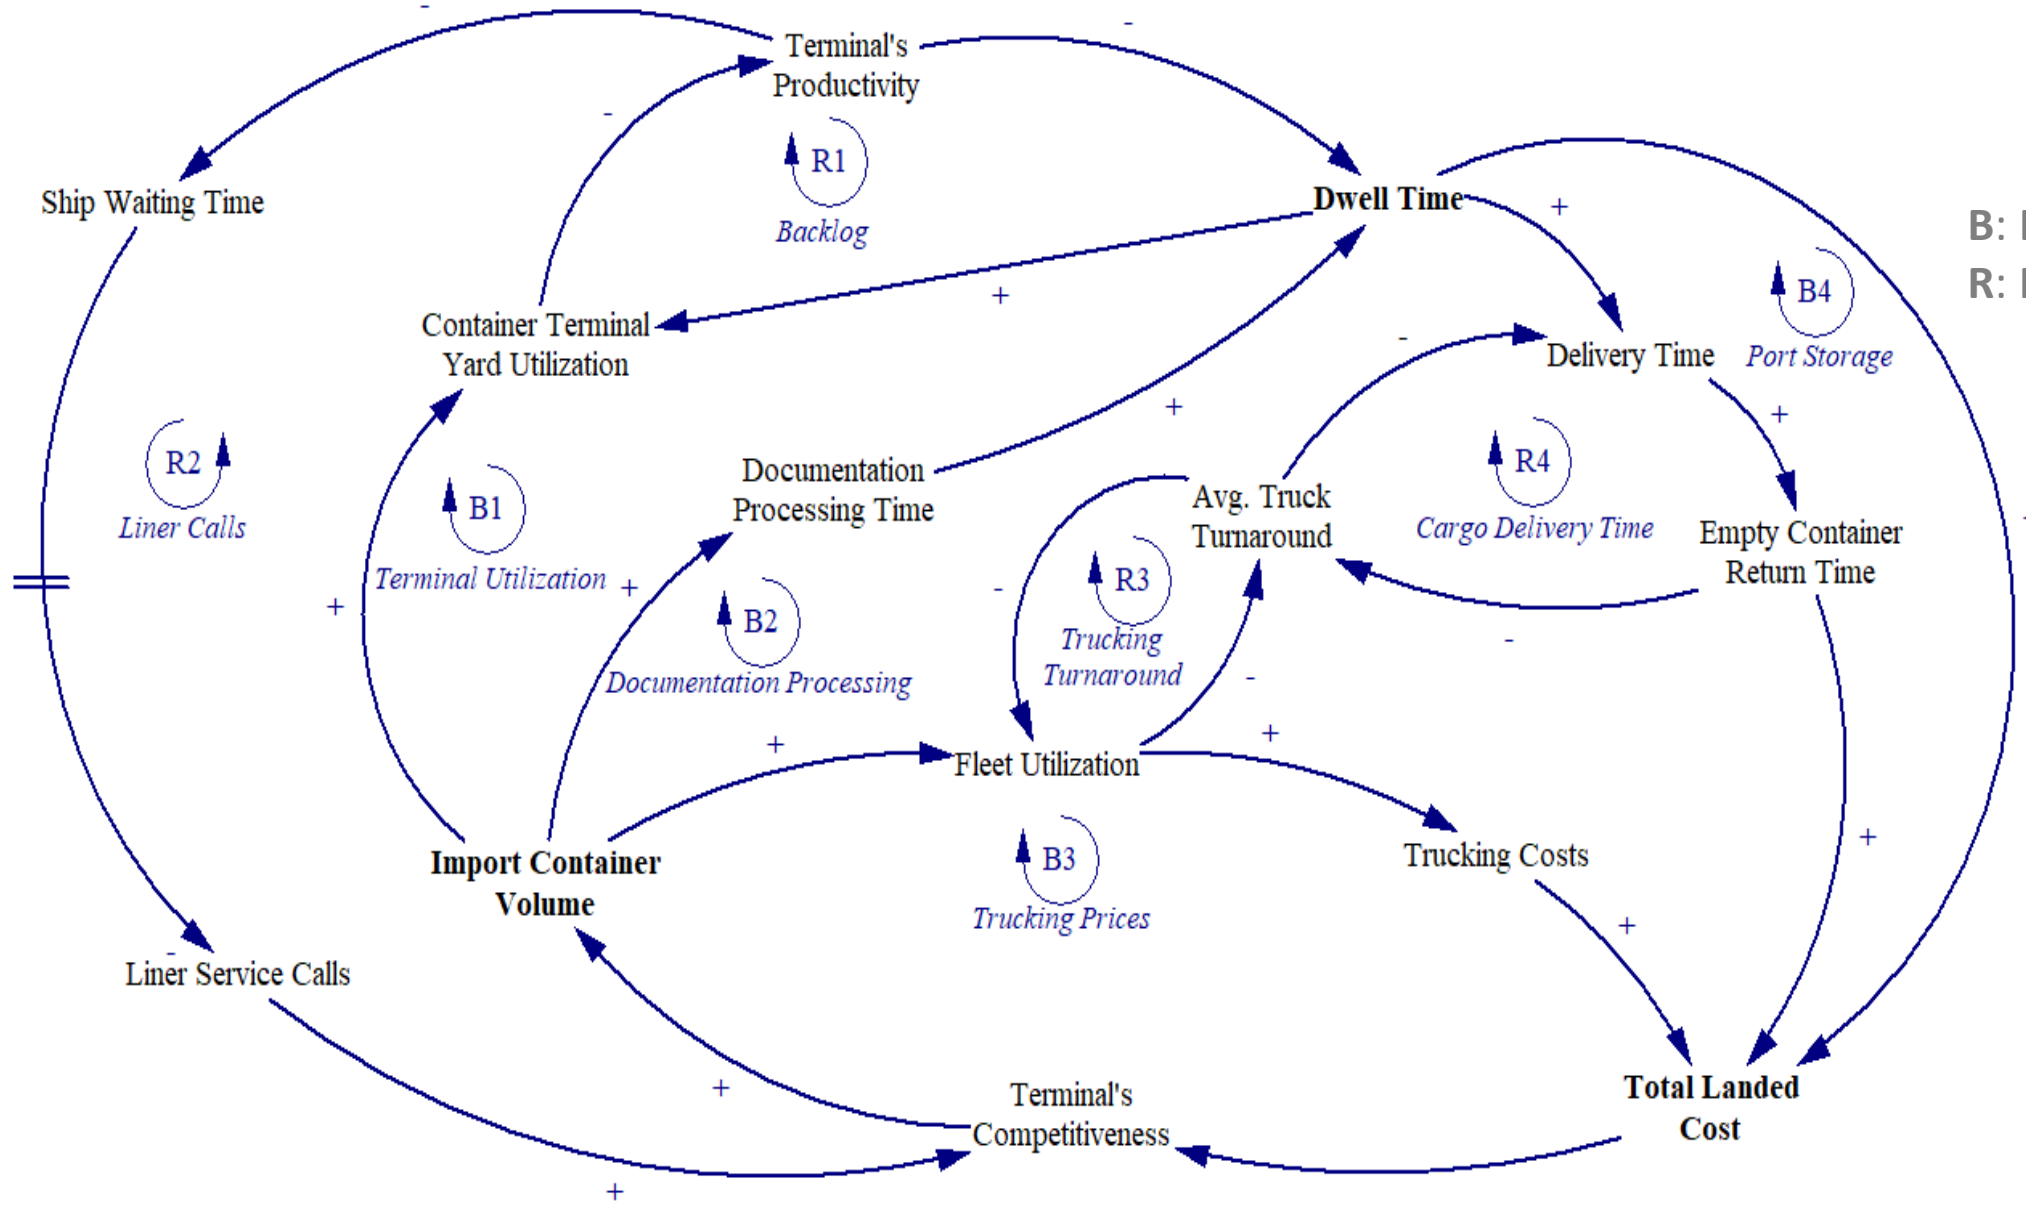 -
-
Terminal's
Productivity
-
R1
Backlog
Ship Waiting Time
Dwell Time
+
B:
R:
B4
Port Storage
+
Container Terminal
Yard Utilization
-
Delivery Time
+
+
R2
Liner Calls
B1
Terminal Utilization
Documentation
Processing Time
Avg. Truck
Turnaround
R4
Cargo Delivery Time
Empty Container
Return Time
+
+
B2
Documentation Processing
-
R3
Trucking
Turnaround
-
-
+
+
Fleet Utilization
Trucking Costs
+
Import Container
Volume
B3
Trucking Prices
+
-
Liner Service Calls
+
Terminal's
Competitiveness
Total Landed
Cost
+